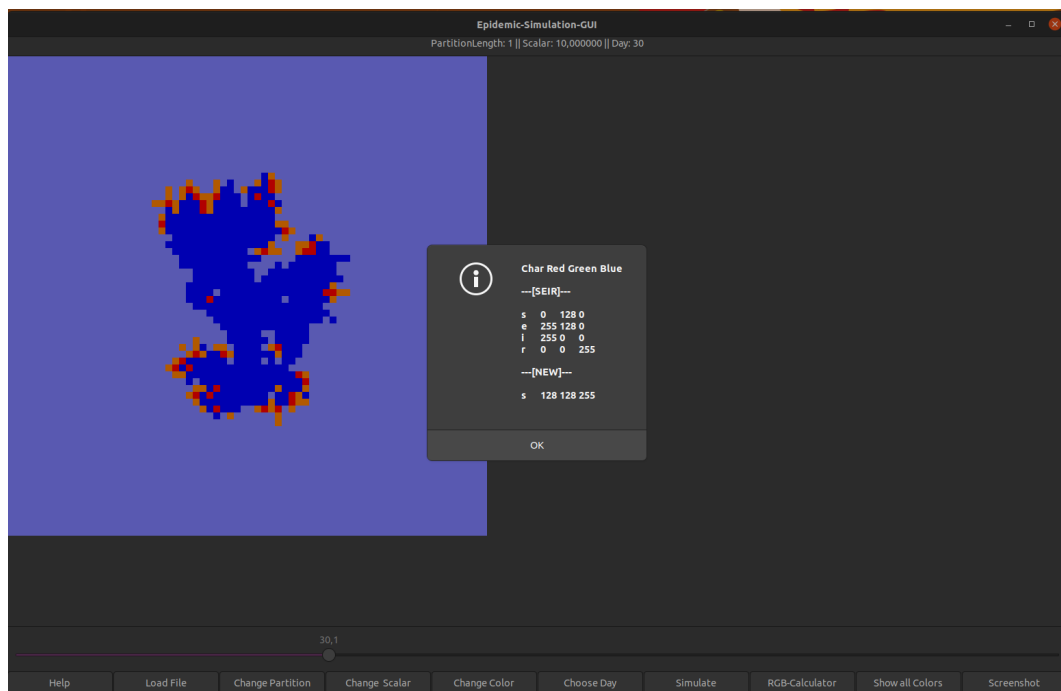 Epidemic-Simulation-GUI
PartitionLength: 1 || Scalar: 10,000000 || Day: 30
Char Red Green Blue
---[SEIR]---
s 0 128 0
e 255 128 0
i 255 0 0
r 0 0 255
---[NEW]---
s 128 128 255
OK
30,1
Help Load File Change Partition Change Scalar Change Color Choose Day Simulate RGB-Calculator Show all Colors Screenshot